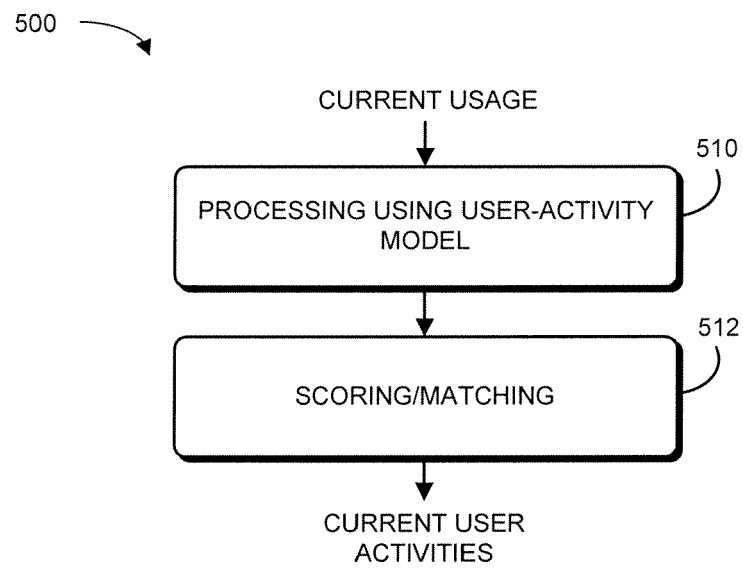 500
CURRENT USAGE
510
PROCESSING USING USER-ACTIVITY
MODEL
512
SCORING/MATCHING
CURRENT USER
ACTIVITIES